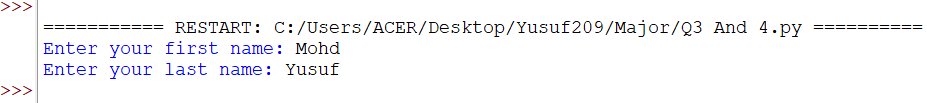 >>>
=========== RESTART: C:/Users/ACER/Desktop/Yusuf209/Major/Q3 And 4.py ==========
Enter your first name: Mohd
Enter your last name: Yusuf
>>>